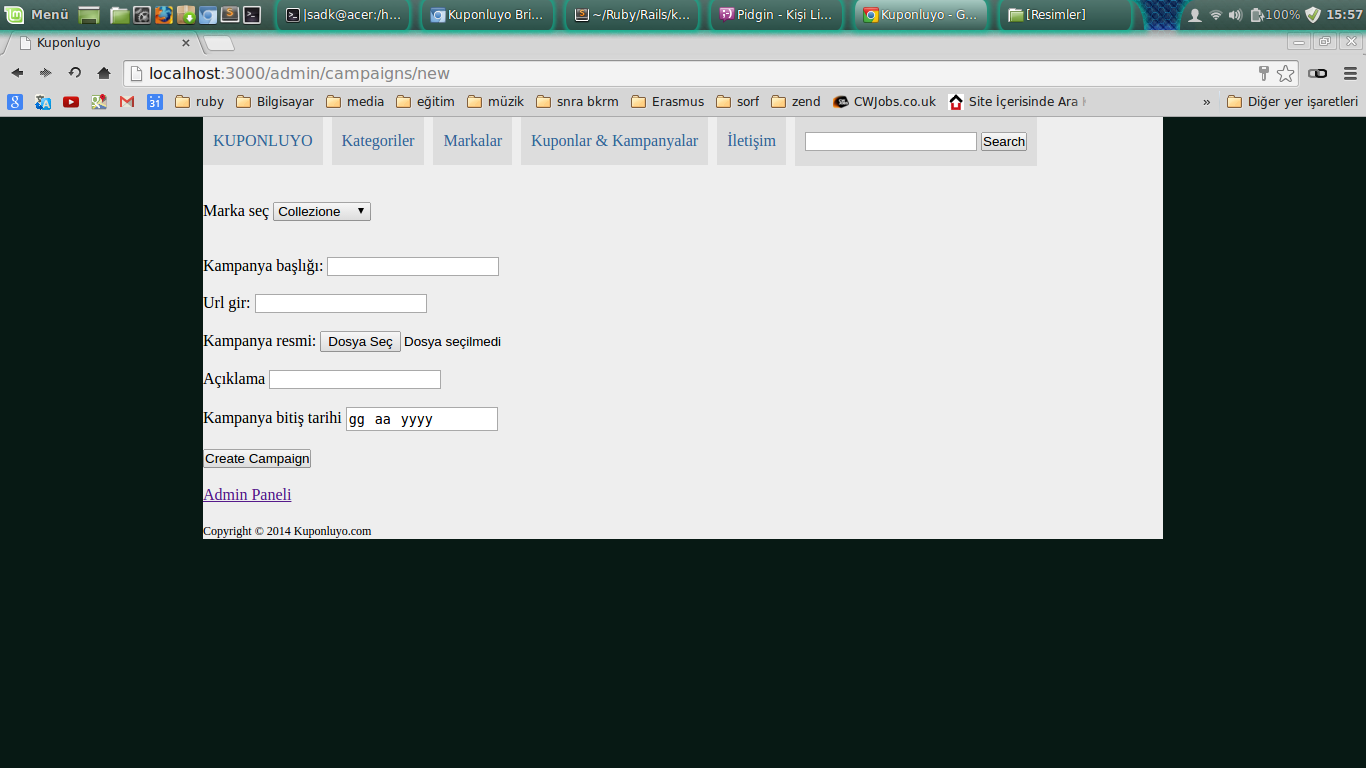 Menü |sadk@acer:/h... Kuponluyo Bri... ~/Ruby/Rails/k... Pidgin - Kişi Li... Kuponluyo - G... [Resimler] 100% 15:57
Kuponluyo
localhost:3000/admin/campaigns/new
ruby Bilgisayar media eğitim müzik snra bkrm Erasmus sorf zend CWJobs.co.uk Site İçerisinde Ara » Diğer yer işaretleri
KUPONLUYO Kategoriler Markalar Kuponlar & Kampanyalar İletişim Search
Marka seç Collezione
Kampanya başlığı:
Url gir:
Kampanya resmi: Dosya Seç Dosya seçilmedi
Açıklama
Kampanya bitiş tarihi gg aa yyyy
Create Campaign
Admin Paneli
Copyright © 2014 Kuponluyo.com